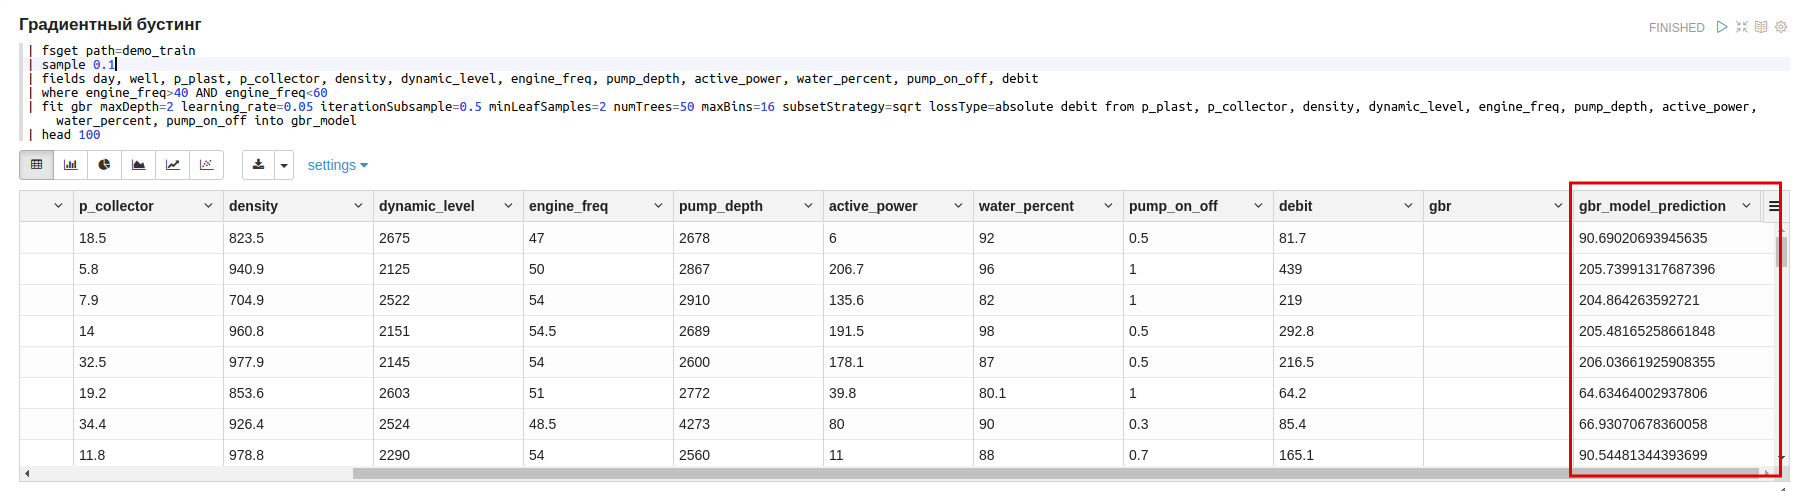 Градиентный бустинг
FINISHED
| fsget path=demo_train
| sample 0.1
| fields day, well, p_plast, p_collector, density, dynamic_level, engine_freq, pump_depth, active_power, water_percent, pump_on_off, debit
| where engine_freq>40 AND engine_freq<60
| fit gbr maxDepth=2 learning_rate=0.05 iterationSubsample=0.5 minLeafSamples=2 numTrees=50 maxBins=16 subsetStrategy=sqrt lossType=absolute debit from p_plast, p_collector, density, dynamic_level, engine_freq, pump_depth, active_power,
water_percent, pump_on_off into gbr_model
| head 100
settings
p_collector density dynamic_level engine_freq pump_depth active_power water_percent pump_on_off debit gbr gbr_model_prediction
18.5 823.5 2675 47 2678 6 92 0.5 81.7 90.69020693945635
5.8 940.9 2125 50 2867 206.7 96 1 439 205.73991317687396
7.9 704.9 2522 54 2910 135.6 82 1 219 204.864263592721
14 960.8 2151 54.5 2689 191.5 98 0.5 292.8 205.48165258661848
32.5 977.9 2145 54 2600 178.1 87 0.5 216.5 206.03661925908355
19.2 853.6 2603 51 2772 39.8 80.1 1 64.2 64.63464002937806
34.4 926.4 2524 48.5 4273 80 90 0.3 85.4 66.93070678360058
11.8 978.8 2290 54 2560 11 88 0.7 165.1 90.54481344393699